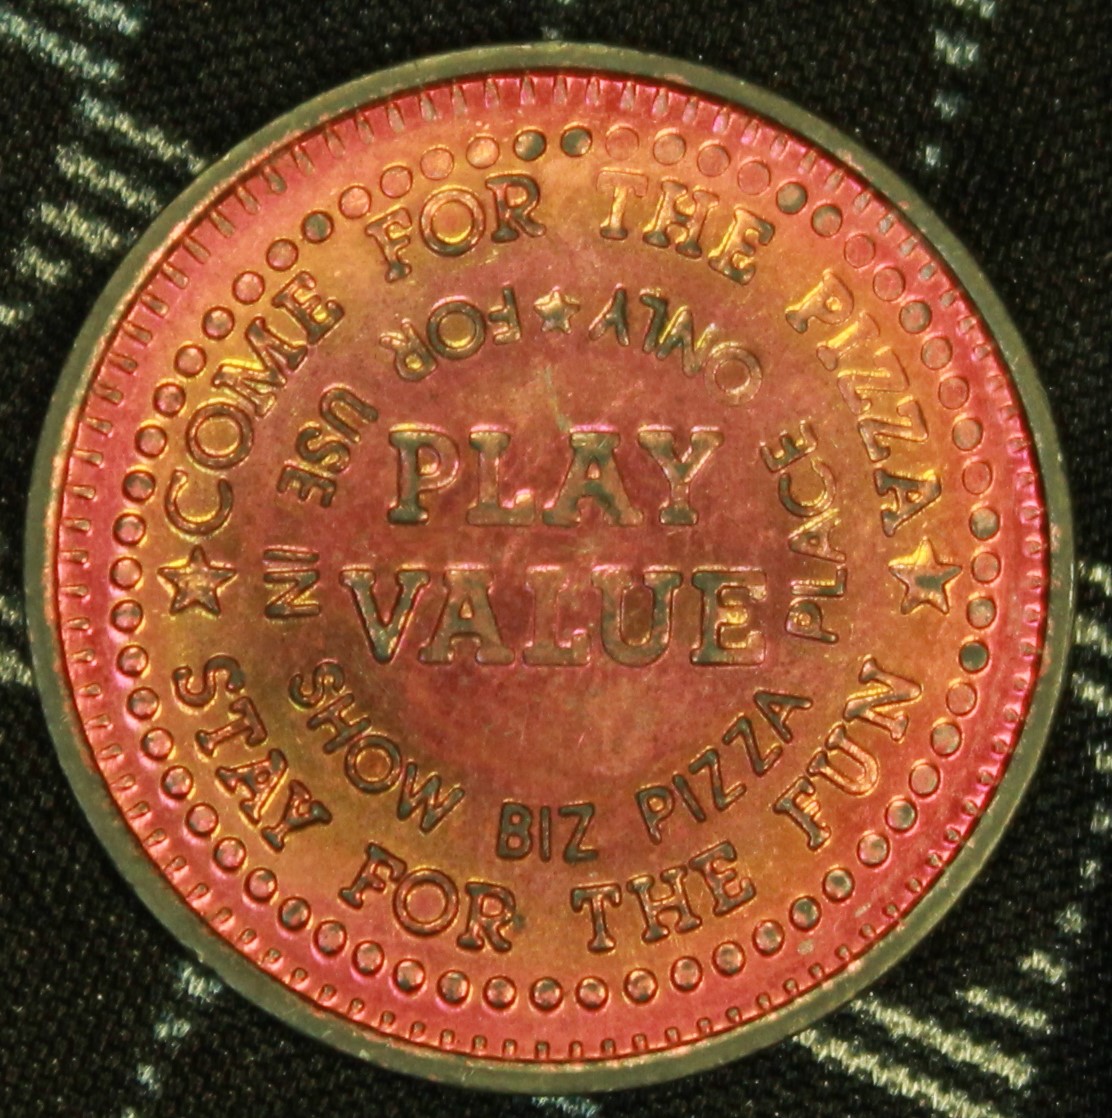 ★ COME FOR THE PIZZA ★
STAY FOR THE FUN
PLAY
VALUE
★ FOR USE IN SHOW BIZ PIZZA PLACE ONLY